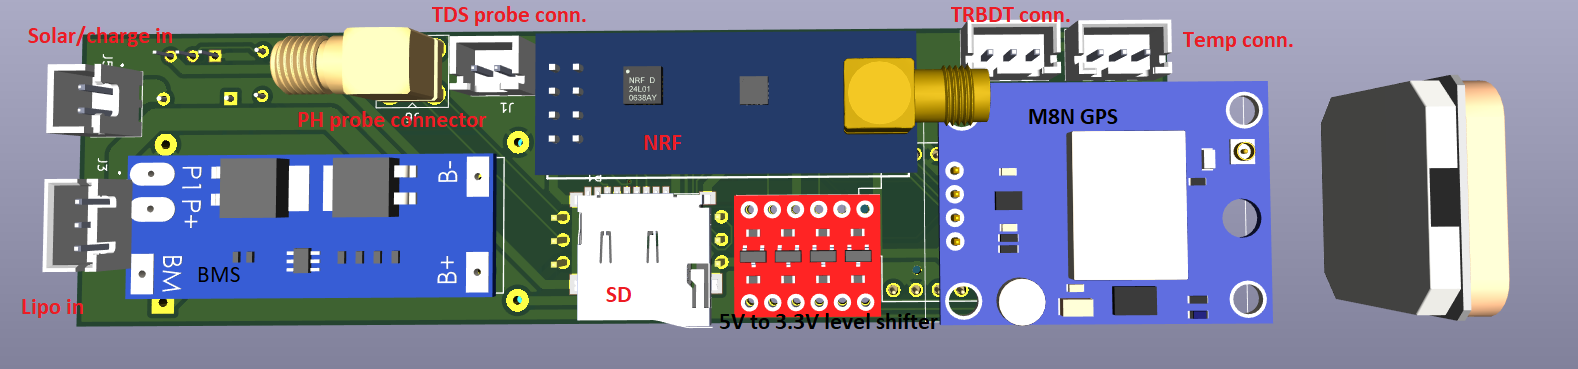 TDS probe conn.
TRBDT conn.
Solar/charge in
Temp conn.
J5
NRF D
24L01
0638AY
J1
PH probe connector
M8N GPS
NRF
J3
P1P+
B-
BMS
BM
B+
SD
Lipo in
5V to 3.3V level shifter